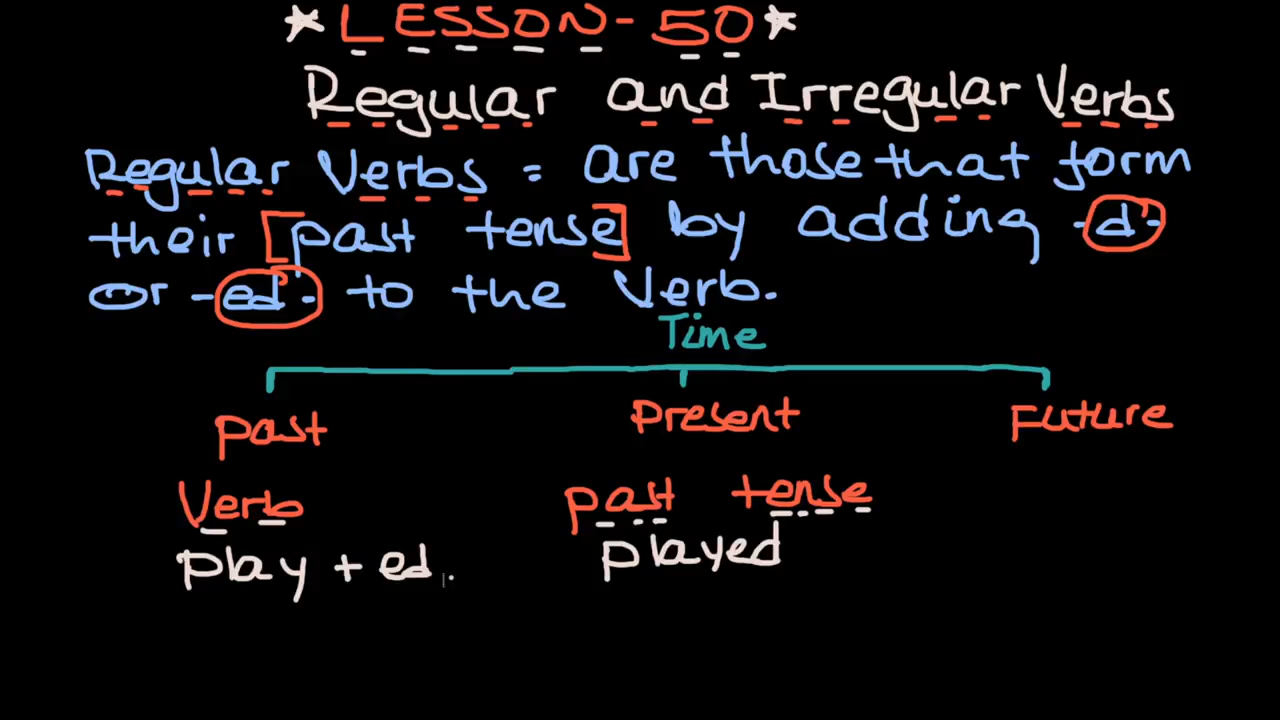 * LESSON-50 *
Regular and Irregular Verbs
Regular Verbs = are those that form
their [past tense] by adding -d-
or -ed- to the Verb.
Time
Past Present Future
Verb past tense
play + ed. played